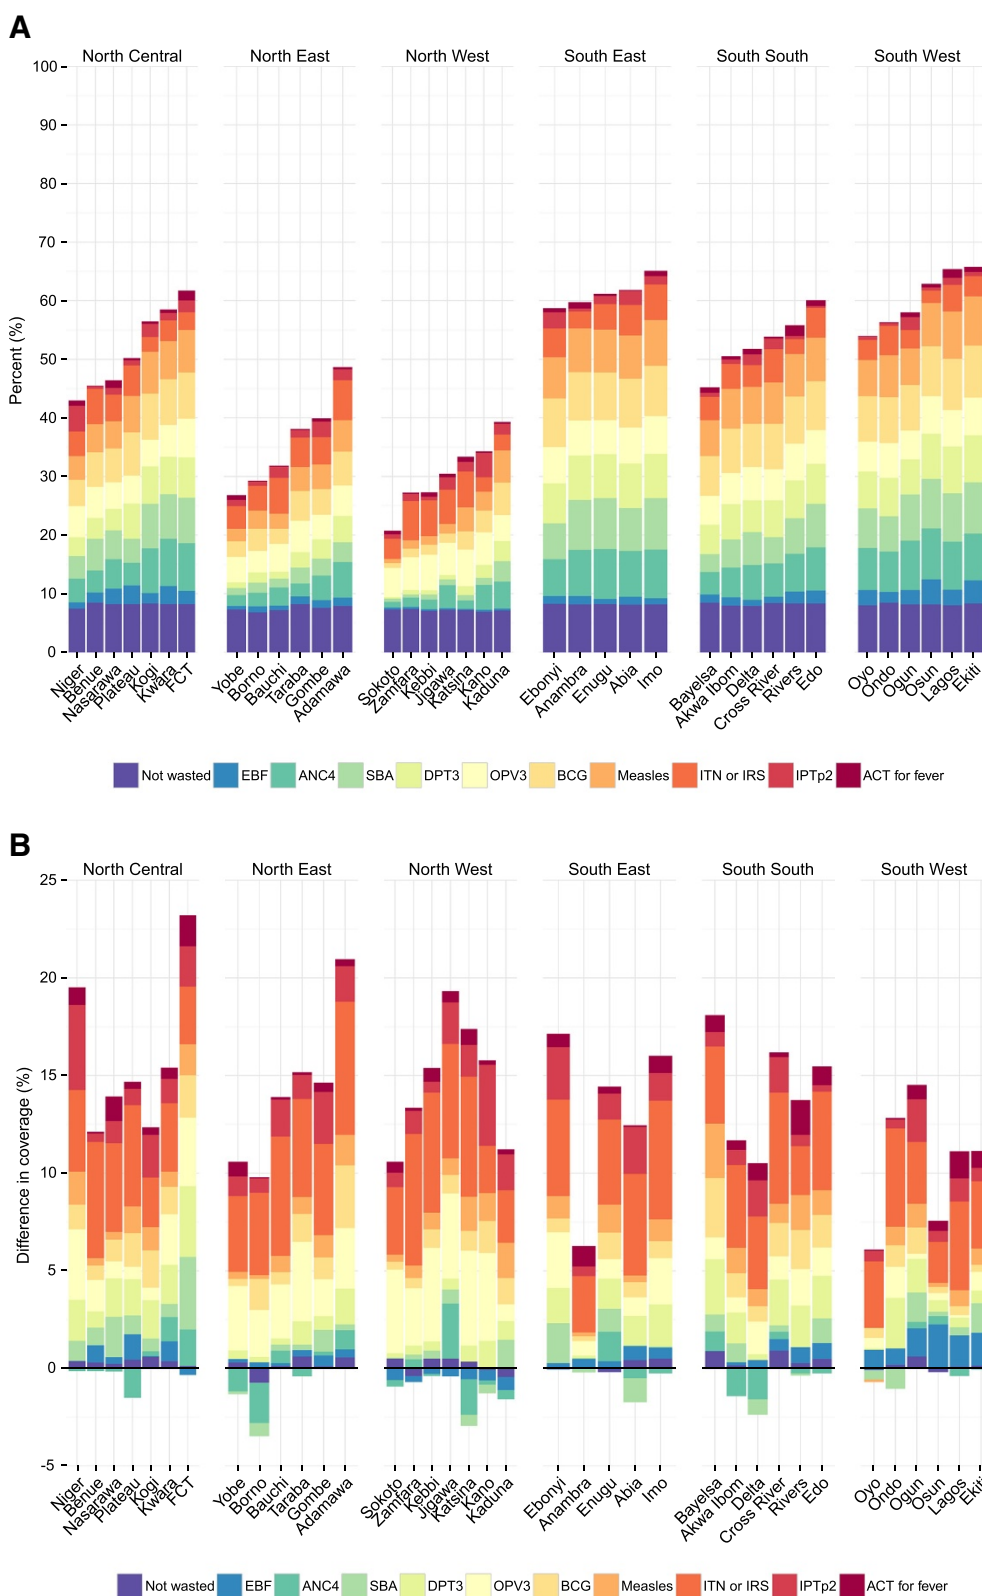 A
North Central North East North West South East South South South West
100
90
80
70
60
50
40
30
20
10
0
Percent (%)
Niger Benue Nasarawa Plateau Kogi Kwara FCT Yobe Borno Bauchi Taraba Gombe Adamawa Sokoto Zamfara Kebbi Jigawa Katsina Kano Kaduna Ebonyi Anambra Enugu Abia Imo Bayelsa Akwa Ibom Delta Cross River Rivers Edo Oyo Ondo Ogun Osun Lagos Ekiti
Not wasted EBF ANC4 SBA DPT3 OPV3 BCG Measles ITN or IRS IPTp2 ACT for fever
B
North Central North East North West South East South South South West
25
20
15
10
5
0
-5
Difference in coverage (%)
Niger Benue Nasarawa Plateau Kogi Kwara FCT Yobe Borno Bauchi Taraba Gombe Adamawa Sokoto Zamfara Kebbi Jigawa Katsina Kano Kaduna Ebonyi Anambra Enugu Abia Imo Bayelsa Akwa Ibom Delta Cross River Rivers Edo Oyo Ondo Ogun Osun Lagos Ekiti
Not wasted EBF ANC4 SBA DPT3 OPV3 BCG Measles ITN or IRS IPTp2 ACT for fever